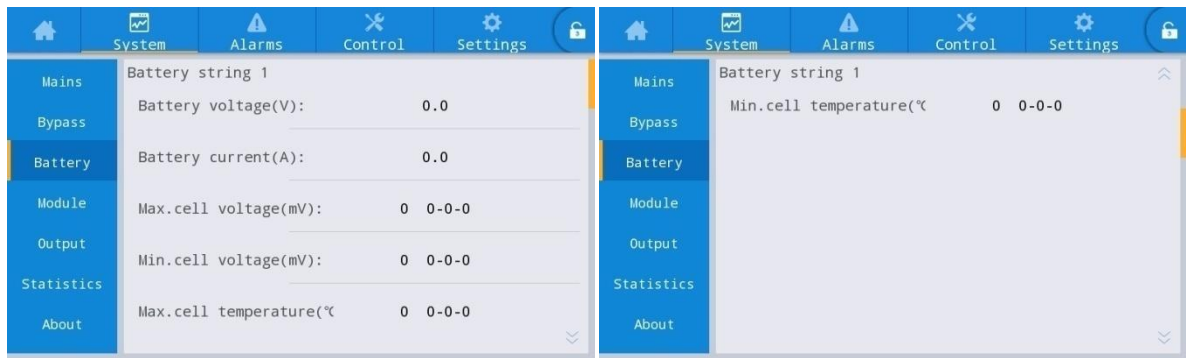 System Alarms Control Settings
Mains
Bypass
Battery
Module
Output
Statistics
About
Battery string 1
Battery voltage(V): 0.0
Battery current(A): 0.0
Max.cell voltage(mV): 0 0-0-0
Min.cell voltage(mV): 0 0-0-0
Max.cell temperature(℃ 0 0-0-0
System Alarms Control Settings
Mains
Bypass
Battery
Module
Output
Statistics
About
Battery string 1
Min.cell temperature(℃ 0 0-0-0